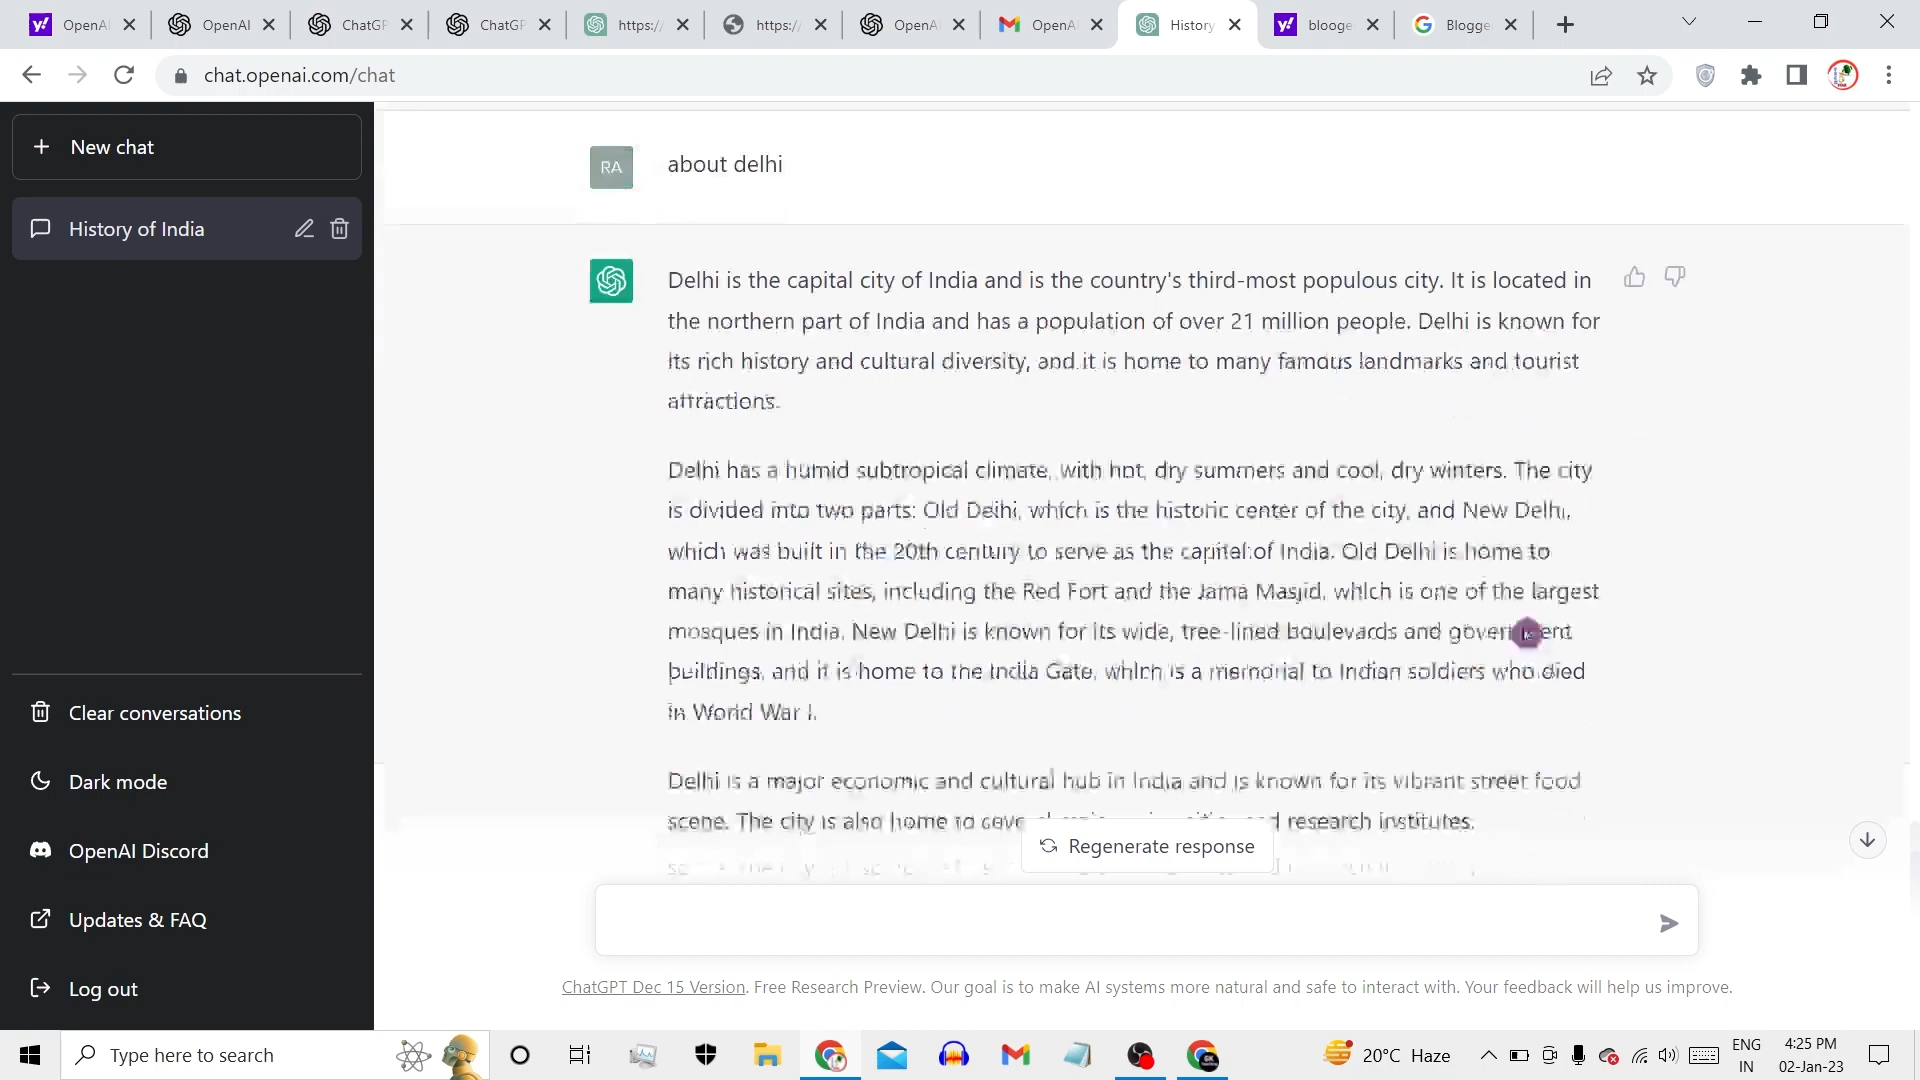 OpenAI
OpenAI
ChatGP
ChatGP
https:/
https:/
OpenA
OpenA
History
blooge
Blogge
chat.openai.com/chat
New chat
History of India
Clear conversations
Dark mode
OpenAI Discord
Updates & FAQ
Log out
RA
about delhi
Delhi is the capital city of India and is the country's third-most populous city. It is located in
the northern part of India and has a population of over 21 million people. Delhi is known for
its rich history and cultural diversity, and it is home to many famous landmarks and tourist
attractions.
Delhi has a humid subtropical climate, with hot, dry summers and cool, dry winters. The city
is divided into two parts: Old Delhi, which is the historic center of the city, and New Delhi,
which was built in the 20th century to serve as the capital of India. Old Delhi is home to
many historical sites, including the Red Fort and the Jama Masjid, which is one of the largest
mosques in India. New Delhi is known for its wide, tree-lined boulevards and government
buildings, and it is home to the India Gate, which is a memorial to Indian soldiers who died
in World War I.
Delhi is a major economic and cultural hub in India and is known for its vibrant street food
scene. The city is also home to and research institutes.
Regenerate response
ChatGPT Dec 15 Version. Free Research Preview. Our goal is to make AI systems more natural and safe to interact with. Your feedback will help us improve.
Type here to search
20°C Haze
ENG
IN
4:25 PM
02-Jan-23